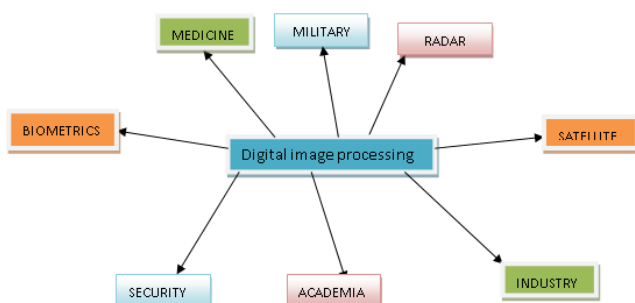 MEDICINE
MILITARY
RADAR
BIOMETRICS
Digital image processing
SATELLITE
SECURITY
ACADEMIA
INDUSTRY